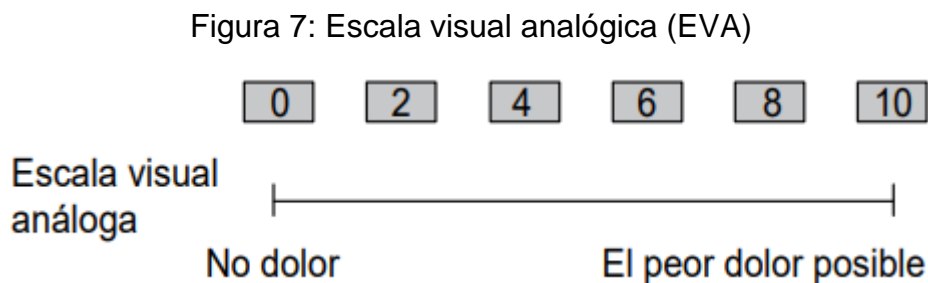 Figura 7: Escala visual analógica (EVA)
0 2 4 6 8 10
Escala visual
análoga
No dolor El peor dolor posible